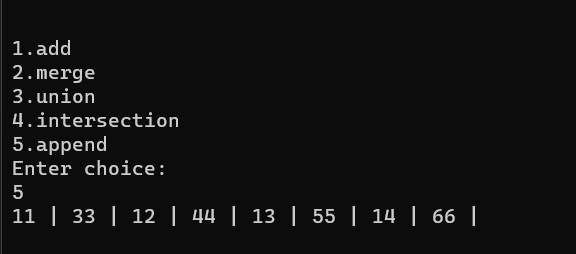 1.add
2.merge
3.union
4.intersection
5.append
Enter choice:
5
11 | 33 | 12 | 44 | 13 | 55 | 14 | 66 |